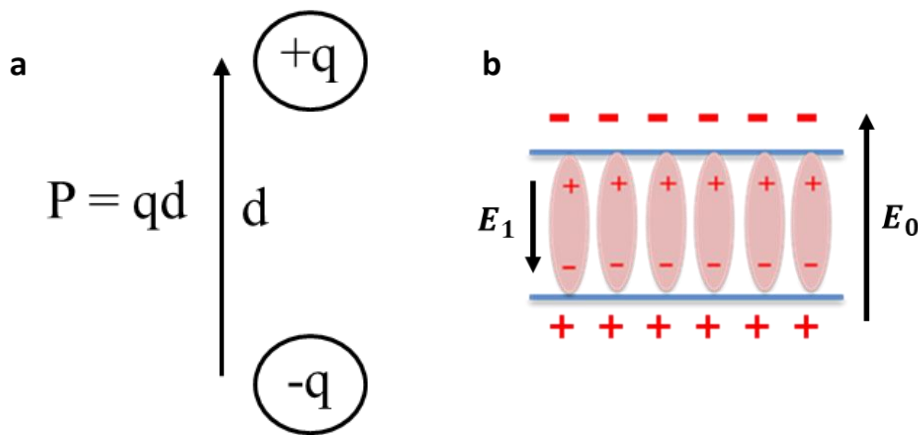 a
+q
P = qd
d
-q
b
- - - - - -
+ + + + + +
E₁
E₀
- - - - - -
+ + + + + +